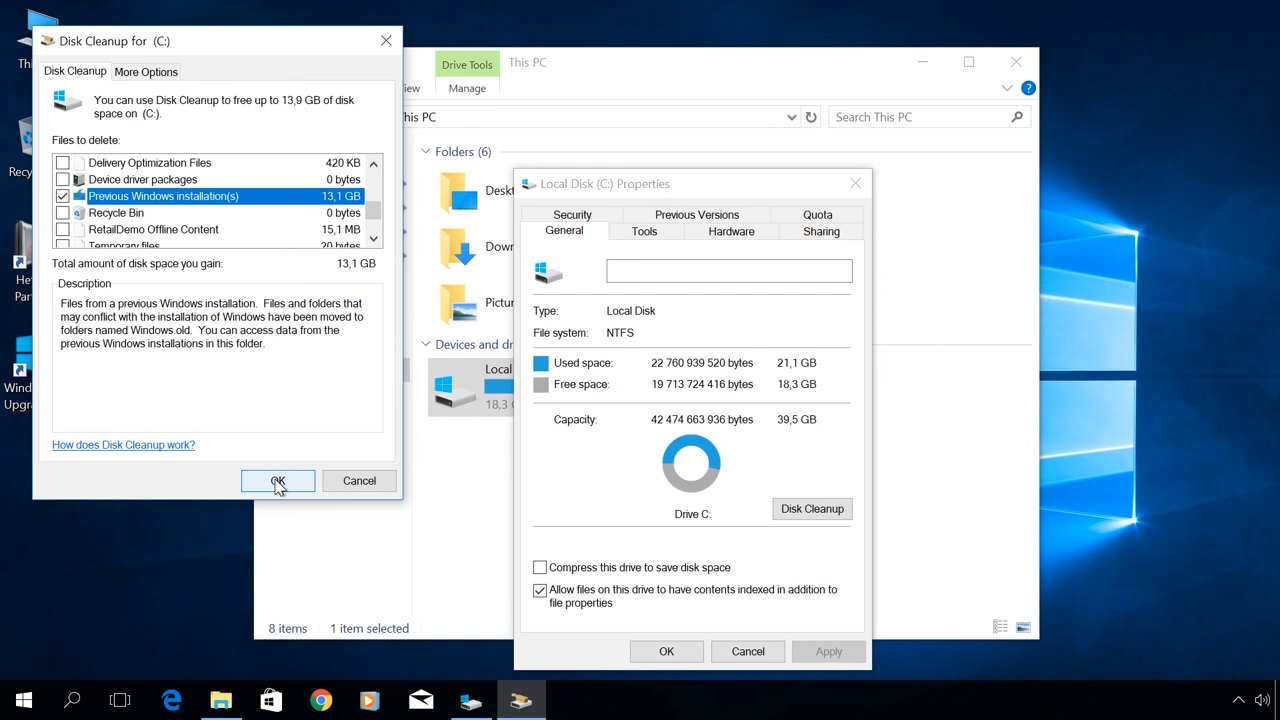 Disk Cleanup for (C:)
Disk Cleanup
More Options
You can use Disk Cleanup to free up to 13,9 GB of disk
space on (C:).
Files to delete:
Delivery Optimization Files 420 KB
Device driver packages 0 bytes
Previous Windows installation(s) 13,1 GB
Recycle Bin 0 bytes
RetailDemo Offline Content 15,1 MB
Temporary files 20 bytes
Total amount of disk space you gain: 13,1 GB
Description
Files from a previous Windows installation. Files and folders that
may conflict with the installation of Windows have been moved to
folders named Windows.old. You can access data from the
previous Windows installations in this folder.
How does Disk Cleanup work?
OK
Cancel
Drive Tools
This PC
iew
Manage
his PC
Search This PC
Folders (6)
Deskt
Down
Pictur
Devices and dr
Local
18,3 G
8 items
1 item selected
Local Disk (C:) Properties
Security
Previous Versions
Quota
General
Tools
Hardware
Sharing
Type: Local Disk
File system: NTFS
Used space: 22 760 939 520 bytes 21,1 GB
Free space: 19 713 724 416 bytes 18,3 GB
Capacity: 42 474 663 936 bytes 39,5 GB
Drive C:
Disk Cleanup
Compress this drive to save disk space
Allow files on this drive to have contents indexed in addition to
file properties
OK
Cancel
Apply
Thi
Recy
Het
Par
Wind
Upgr